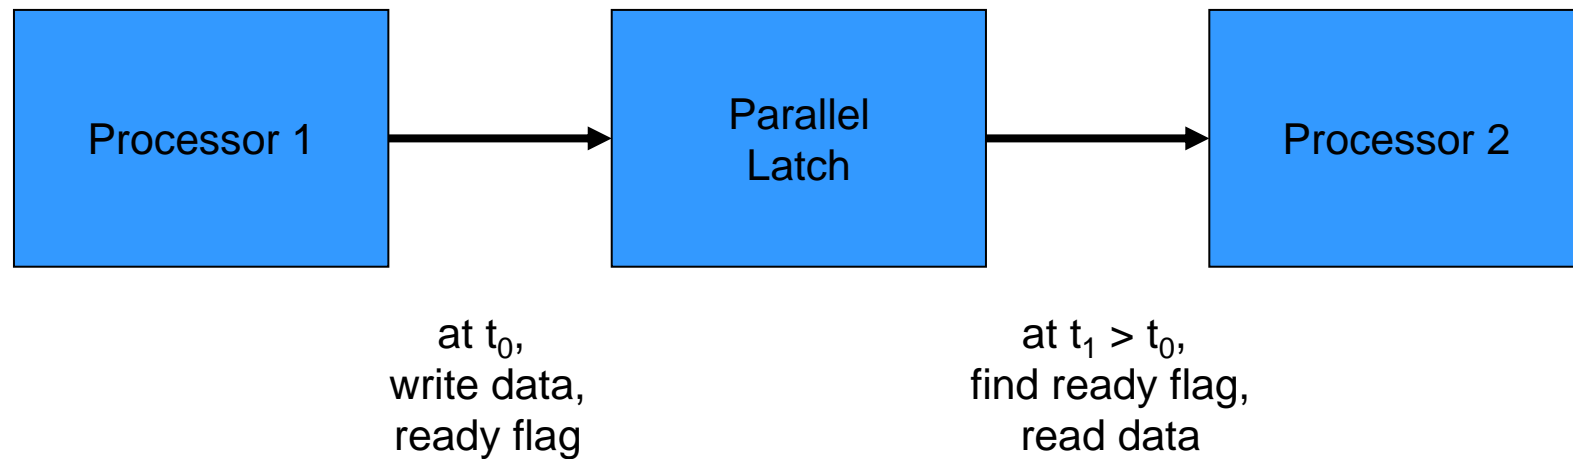 Processor 1
Parallel
Latch
Processor 2
at t₀,
write data,
ready flag
at t₁ > t₀,
find ready flag,
read data